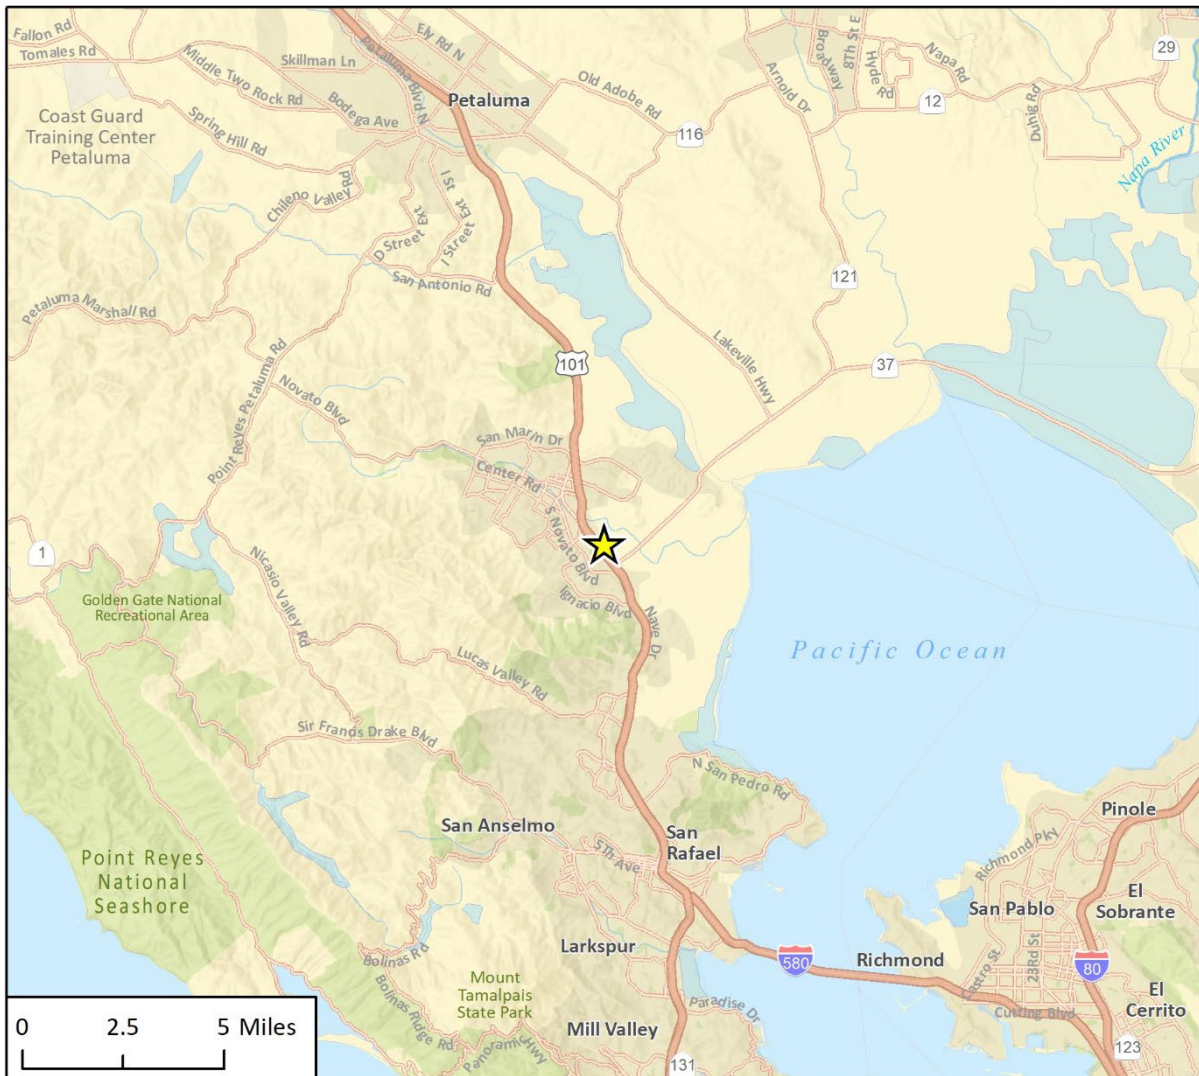 Fallon Rd
Tomales Rd
Middle Two Rock Rd
Skillman Ln
Petaluma Blvd N
Ely Rd N
Old Adobe Rd
Arnold Dr
Broadway
8Th St E
Hyde Rd
Napa Rd
29
12
116
Duhig Rd
Napa River
Petaluma
Coast Guard
Training Center
Petaluma
Bodega Ave
Spring Hill Rd
Chileno Valley Rd
D Street Ext
I St
I Street Ext
San Antonio Rd
121
Petaluma Marshall Rd
Point Reyes Petaluma Rd
Novato Blvd
101
Lakeville Hwy
37
San Marin Dr
Center Rd
S Novato Blvd
Ignacio Blvd
Nave Dr
1
Nicasio Valley Rd
Golden Gate National
Recreational Area
Lucas Valley Rd
Pacific Ocean
Sir Francis Drake Blvd
N San Pedro Rd
San Anselmo
San
Rafael
5Th Ave
Pinole
Richmond Pky
Point Reyes
National
Seashore
San Pablo
El
Sobrante
Larkspur
580
Richmond
Castro St
23Rd St
80
Bolinas Rd
Bolinas Ridge Rd
Mount
Tamalpais
State Park
Paradise Dr
Cutting Blvd
El
Cerrito
Mill Valley
Panoramic Hwy
131
123
0 2.5 5 Miles